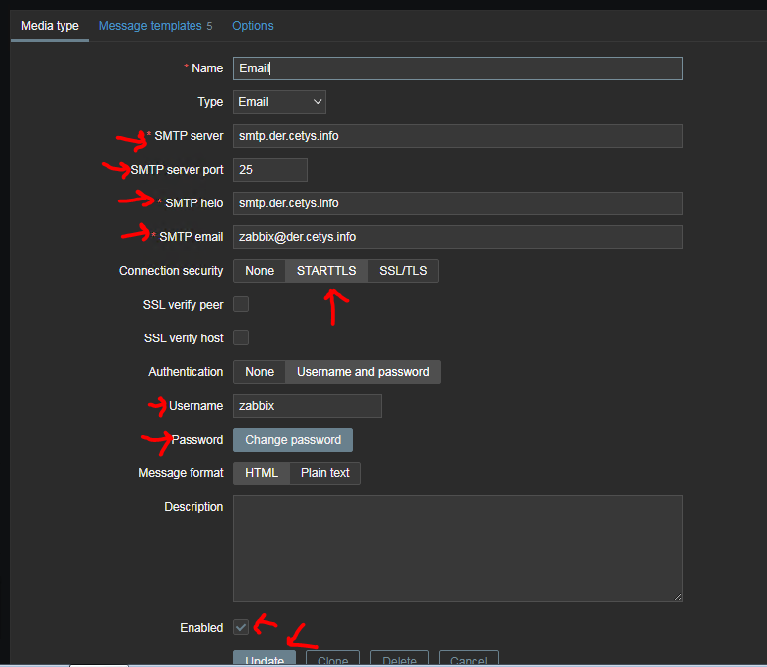 Media type Message templates 5 Options
* Name Email
Type Email
* SMTP server smtp.der.cetys.info
SMTP server port 25
* SMTP helo smtp.der.cetys.info
* SMTP email zabbix@der.cetys.info
Connection security None STARTTLS SSL/TLS
SSL verify peer
SSL verify host
Authentication None Username and password
Username zabbix
Password Change password
Message format HTML Plain text
Description
Enabled
Update Clone Delete Cancel